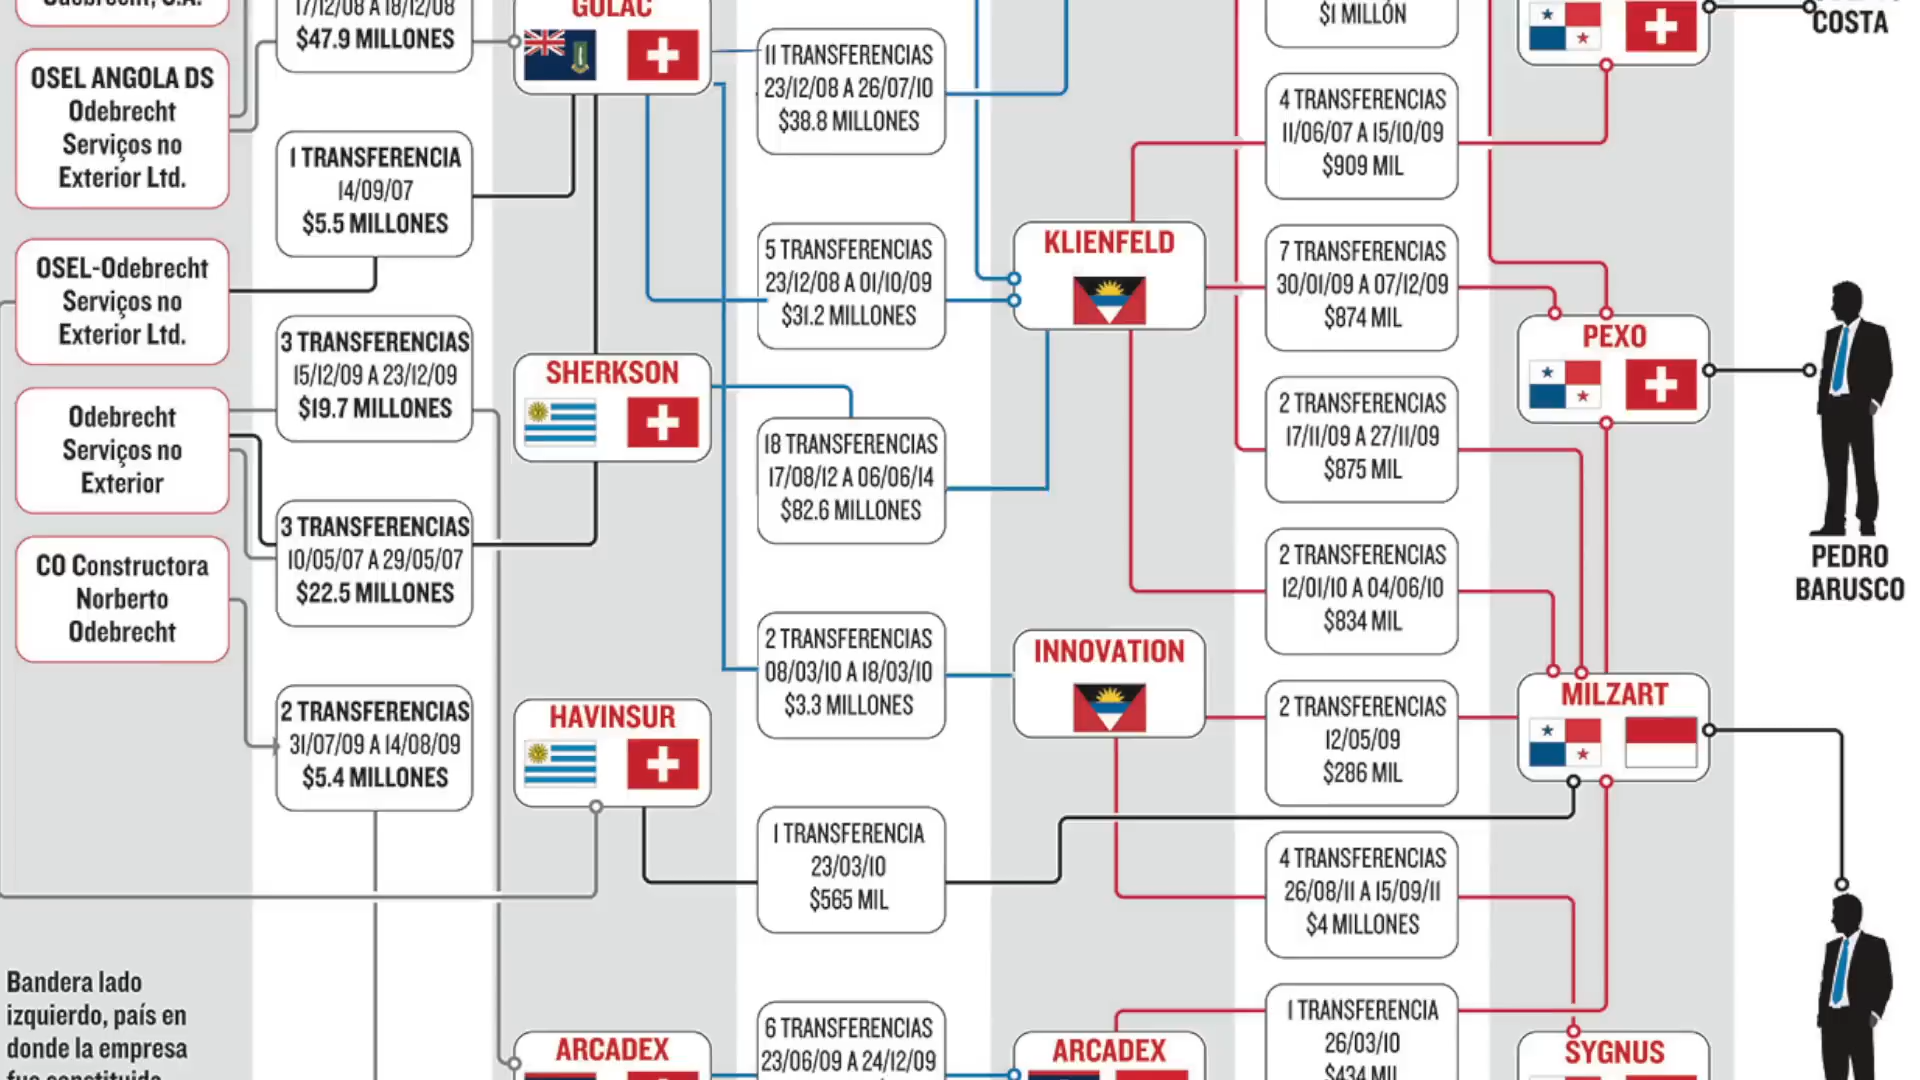 Odebrecht, S.A.
OSEL ANGOLA DS
Odebrecht
Serviços no
Exterior Ltd.
OSEL-Odebrecht
Serviços no
Exterior Ltd.
Odebrecht
Serviços no
Exterior
CO Constructora
Norberto
Odebrecht
Bandera lado
izquierdo, país en
donde la empresa
fue constituida
17/12/08 A 18/12/08
$47.9 MILLONES
1 TRANSFERENCIA
14/09/07
$5.5 MILLONES
3 TRANSFERENCIAS
15/12/09 A 23/12/09
$19.7 MILLONES
3 TRANSFERENCIAS
10/05/07 A 29/05/07
$22.5 MILLONES
2 TRANSFERENCIAS
31/07/09 A 14/08/09
$5.4 MILLONES
GOLAC
SHERKSON
HAVINSUR
ARCADEX
11 TRANSFERENCIAS
23/12/08 A 26/07/10
$38.8 MILLONES
5 TRANSFERENCIAS
23/12/08 A 01/10/09
$31.2 MILLONES
18 TRANSFERENCIAS
17/08/12 A 06/06/14
$82.6 MILLONES
2 TRANSFERENCIAS
08/03/10 A 18/03/10
$3.3 MILLONES
1 TRANSFERENCIA
23/03/10
$565 MIL
6 TRANSFERENCIAS
23/06/09 A 24/12/09
KLIENFELD
INNOVATION
ARCADEX
$1 MILLÓN
4 TRANSFERENCIAS
11/06/07 A 15/10/09
$909 MIL
7 TRANSFERENCIAS
30/01/09 A 07/12/09
$874 MIL
2 TRANSFERENCIAS
17/11/09 A 27/11/09
$875 MIL
2 TRANSFERENCIAS
12/01/10 A 04/06/10
$834 MIL
2 TRANSFERENCIAS
12/05/09
$286 MIL
4 TRANSFERENCIAS
26/08/11 A 15/09/11
$4 MILLONES
1 TRANSFERENCIA
26/03/10
$434 MIL
PEXO
MILZART
SYGNUS
COSTA
PEDRO
BARUSCO